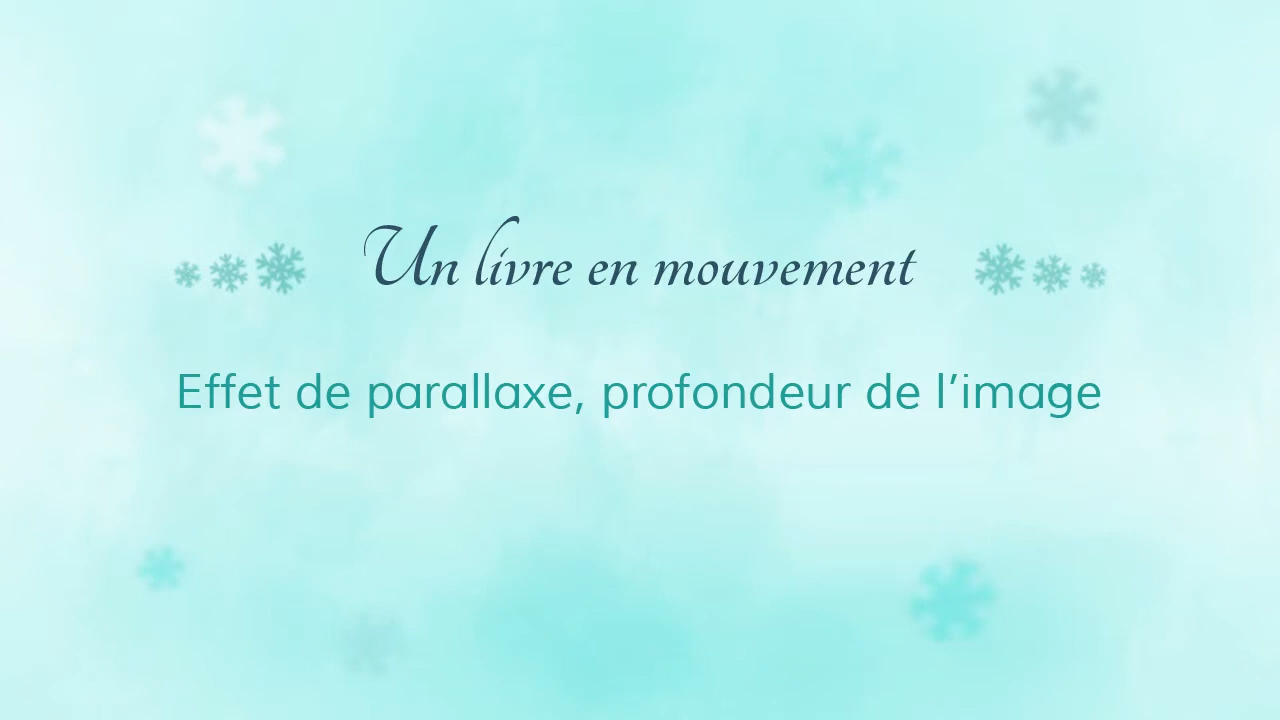 Un livre en mouvement
Effet de parallaxe, profondeur de l’image